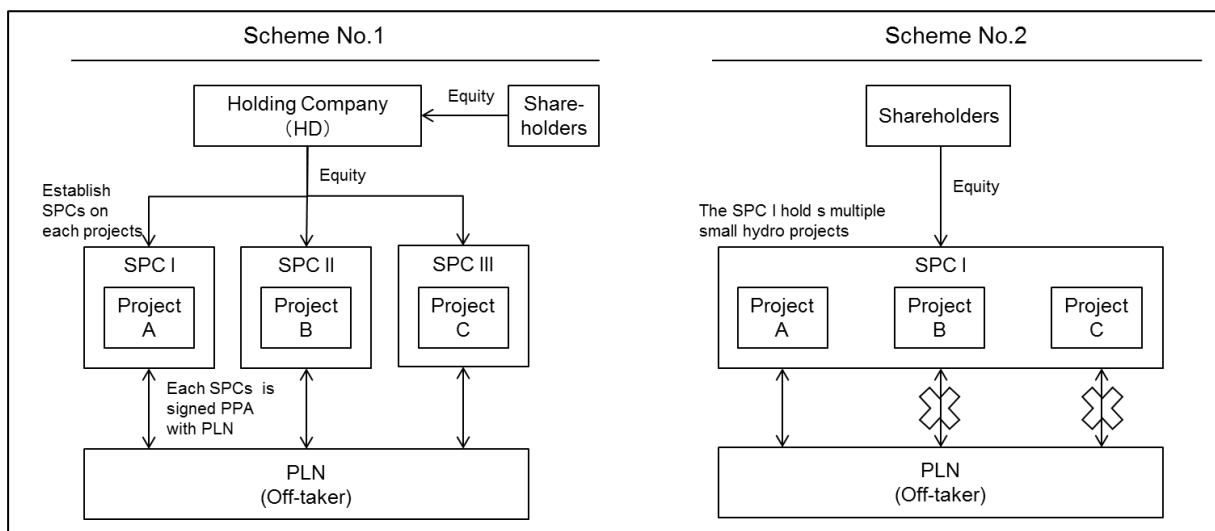 Scheme No.1
Holding Company
(HD)
Equity
Share-
holders
Equity
Establish
SPCs on
each projects
SPC I
Project
A
SPC II
Project
B
SPC III
Project
C
Each SPCs is
signed PPA
with PLN
PLN
(Off-taker)
Scheme No.2
Shareholders
Equity
The SPC I hold s multiple
small hydro projects
SPC I
Project
A
Project
B
Project
C
PLN
(Off-taker)